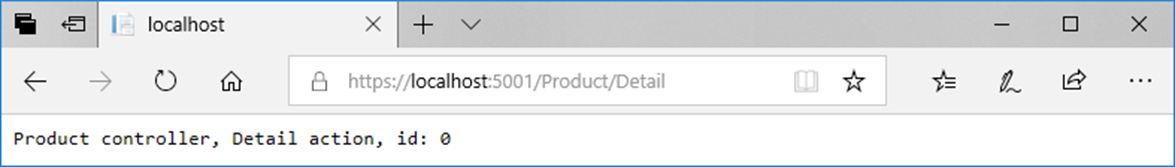 localhost
https://localhost:5001/Product/Detail
Product controller, Detail action, id: 0